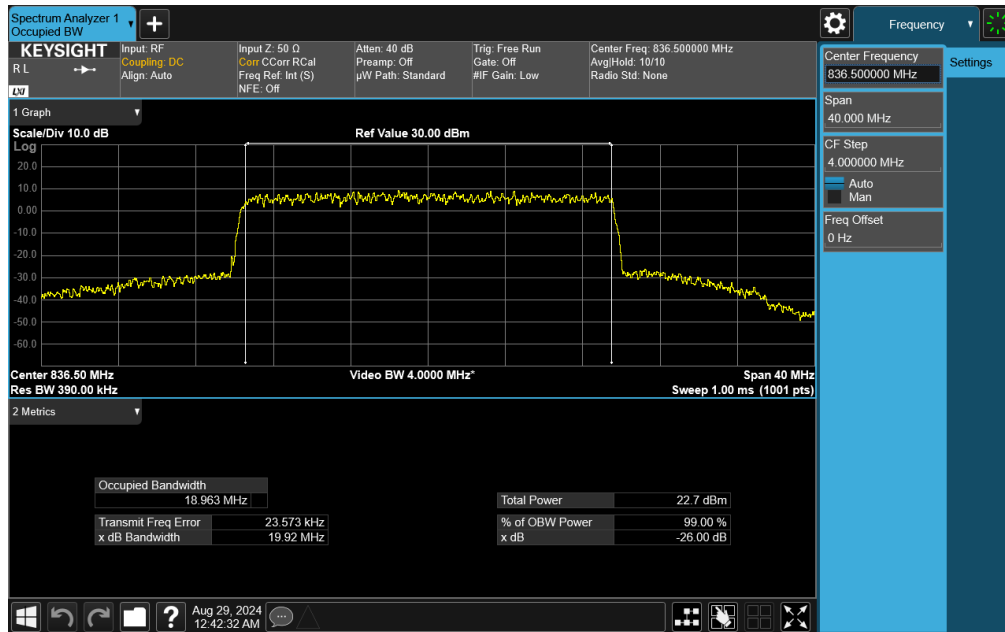 Spectrum Analyzer 1
Occupied BW
+
Frequency
KEYSIGHT
R L
LXI
Input: RF
Coupling: DC
Align: Auto
Input Z: 50 Ω
Corr CCorr RCal
Freq Ref: Int (S)
NFE: Off
Atten: 40 dB
Preamp: Off
µW Path: Standard
Trig: Free Run
Gate: Off
#IF Gain: Low
Center Freq: 836.500000 MHz
Avg|Hold: 10/10
Radio Std: None
Center Frequency
836.500000 MHz
Settings
Span
40.000 MHz
CF Step
4.000000 MHz
Auto
Man
Freq Offset
0 Hz
1 Graph
Scale/Div 10.0 dB
Ref Value 30.00 dBm
Log
20.0
10.0
0.00
-10.0
-20.0
-30.0
-40.0
-50.0
-60.0
Center 836.50 MHz
Video BW 4.0000 MHz*
Span 40 MHz
Res BW 390.00 kHz
Sweep 1.00 ms (1001 pts)
2 Metrics
Occupied Bandwidth
18.963 MHz
Total Power 22.7 dBm
Transmit Freq Error 23.573 kHz
% of OBW Power 99.00 %
x dB Bandwidth 19.92 MHz
x dB -26.00 dB
?
Aug 29, 2024
12:42:32 AM